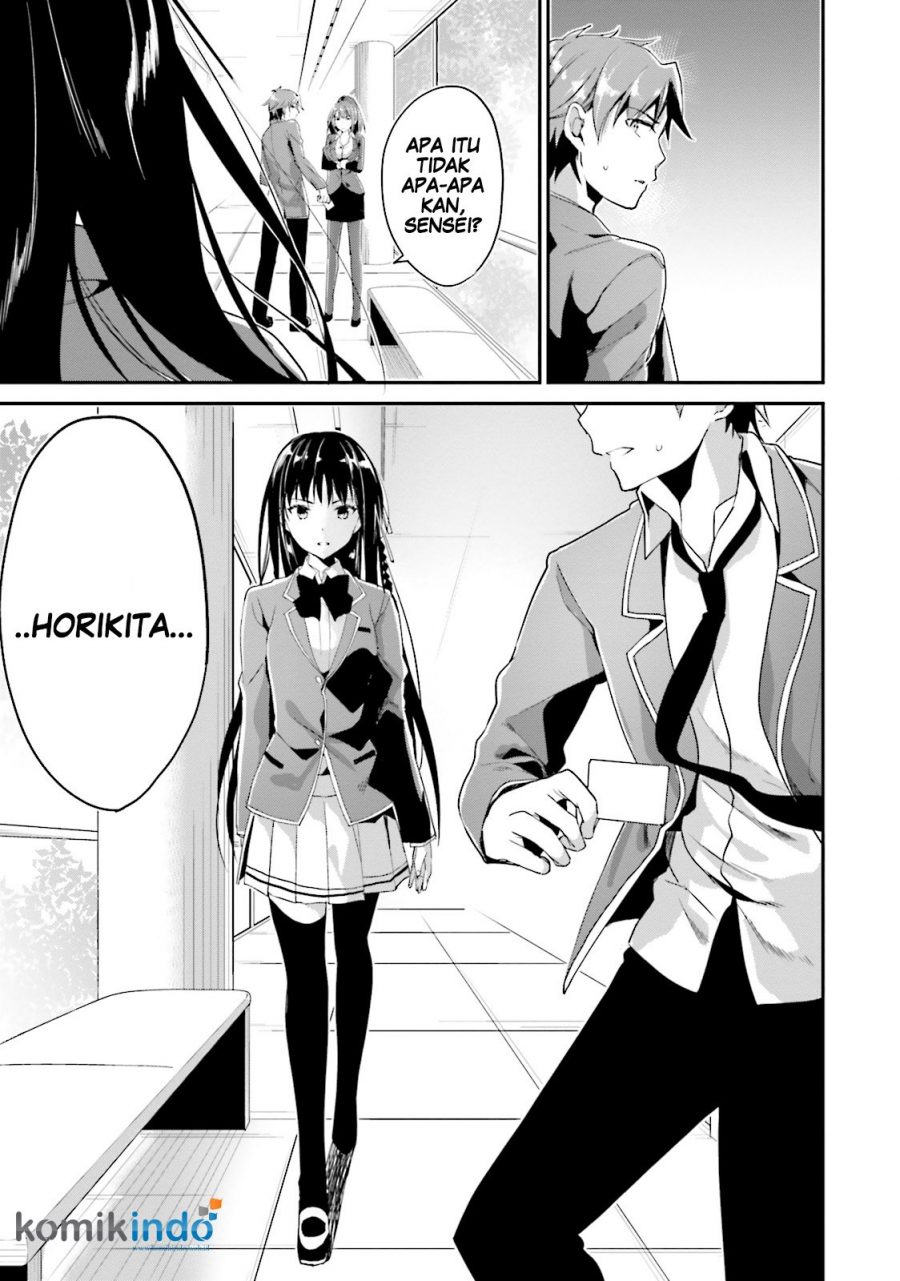 APA ITU
TIDAK
APA-APA
KAN,
SENSEI?
..HORIKITA...
komikindo